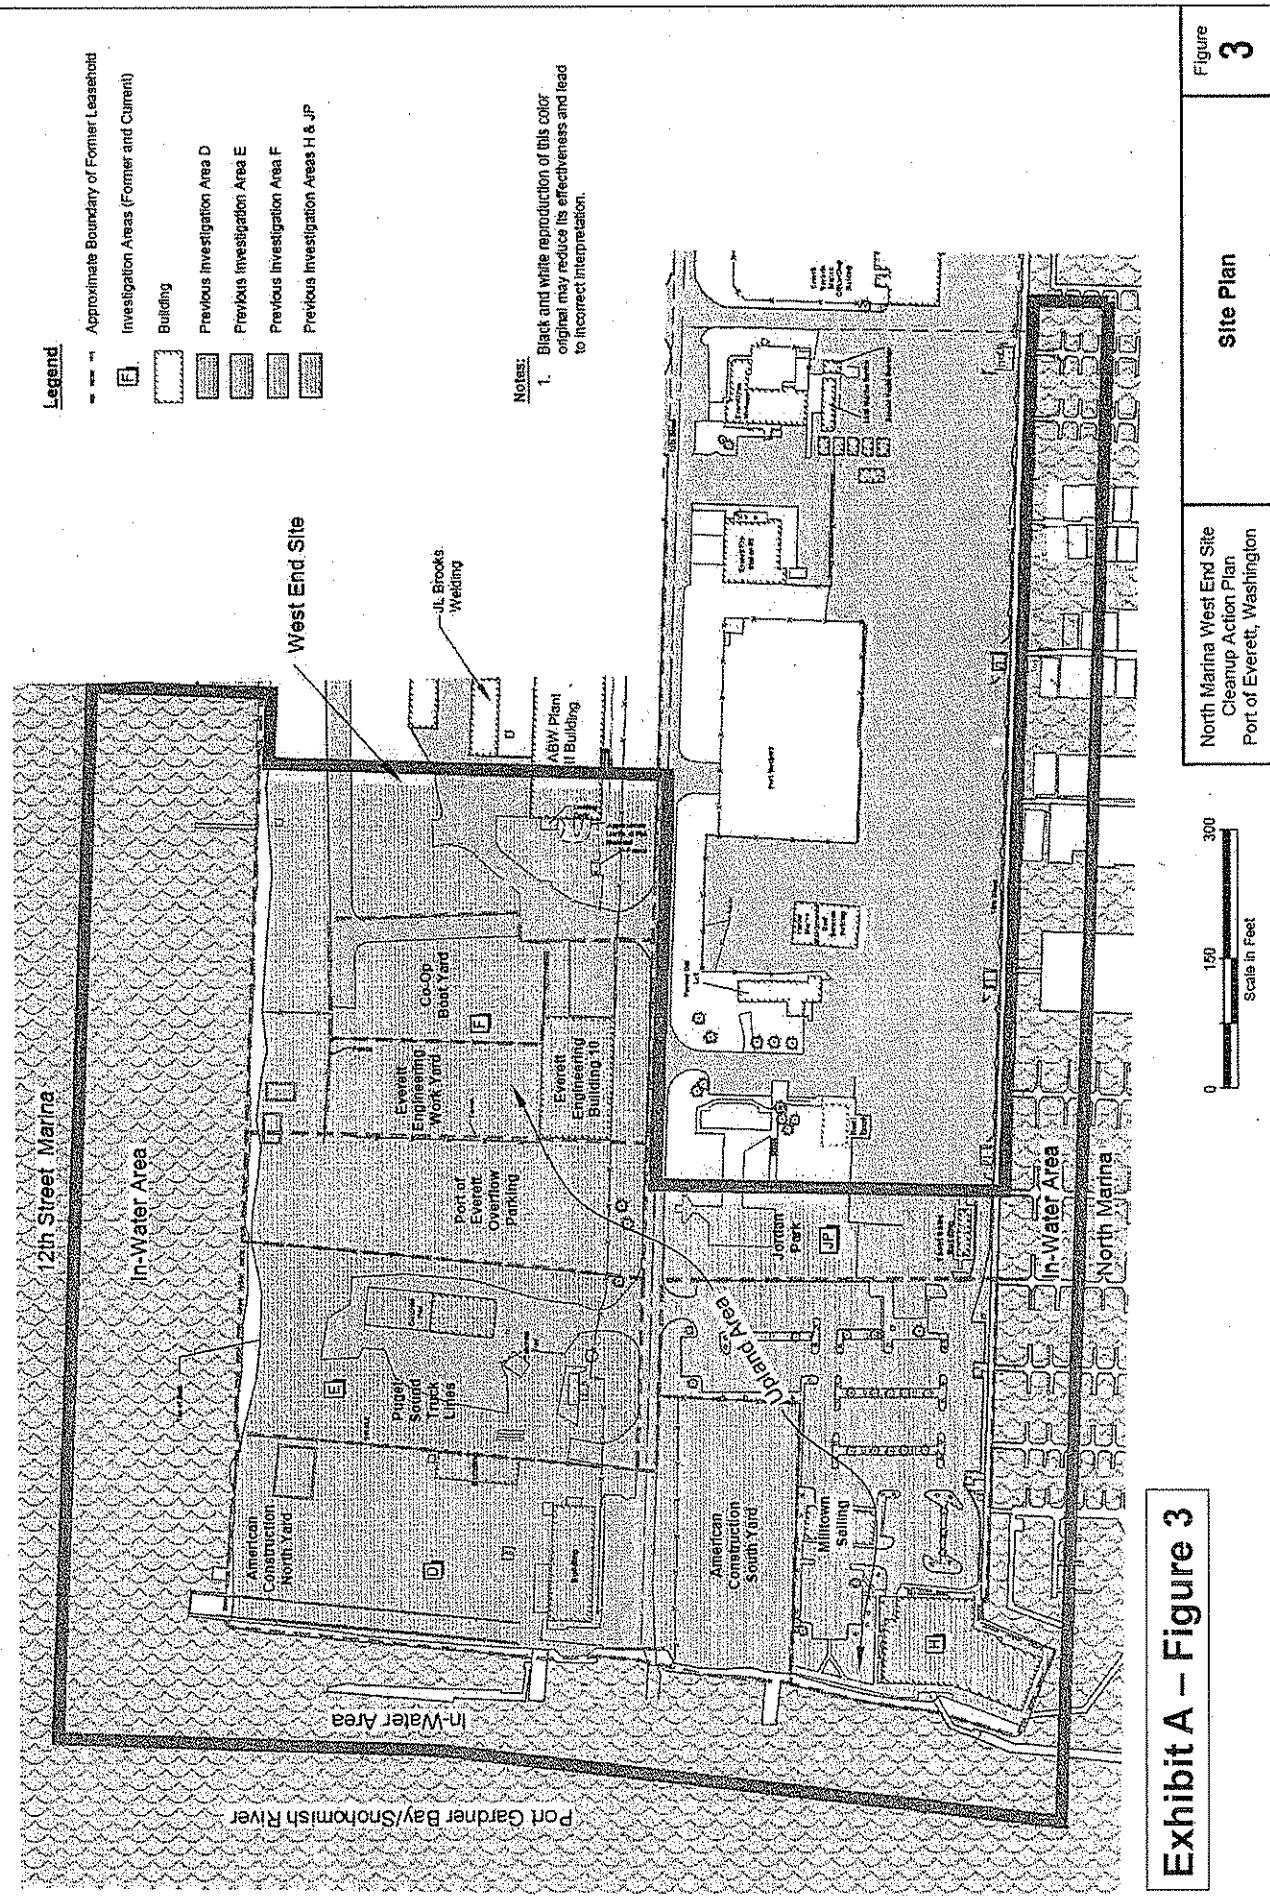 Legend
Approximate Boundary of Former Leasehold
F
Investigation Areas (Former and Current)
Building
Previous Investigation Area D
Previous Investigation Area E
Previous Investigation Area F
Previous Investigation Areas H & JP
Notes:
1. Black and white reproduction of this color
original may reduce its effectiveness and lead
to incorrect interpretation.
12th Street Marina
In-Water Area
West End Site
JL Brooks
Welding
ABW Plant
II Building
Co-Op
Boat Yard
F
Everett
Engineering
Work Yard
Everett
Engineering
Building 10
Port of
Everett
Overflow
Parking
E
Puget
Sound
Truck
Lines
American
Construction
North Yard
D
Building
In-Water Area
Port Gardner Bay/Snohomish River
Upland Area
American
Construction
South Yard
Milltown
Sailing
H
Jordan
Park
JP
In-Water Area
North Marina
0
150
300
Scale in Feet
North Marina West End Site
Cleanup Action Plan
Port of Everett, Washington
Site Plan
Figure
3
Exhibit A – Figure 3